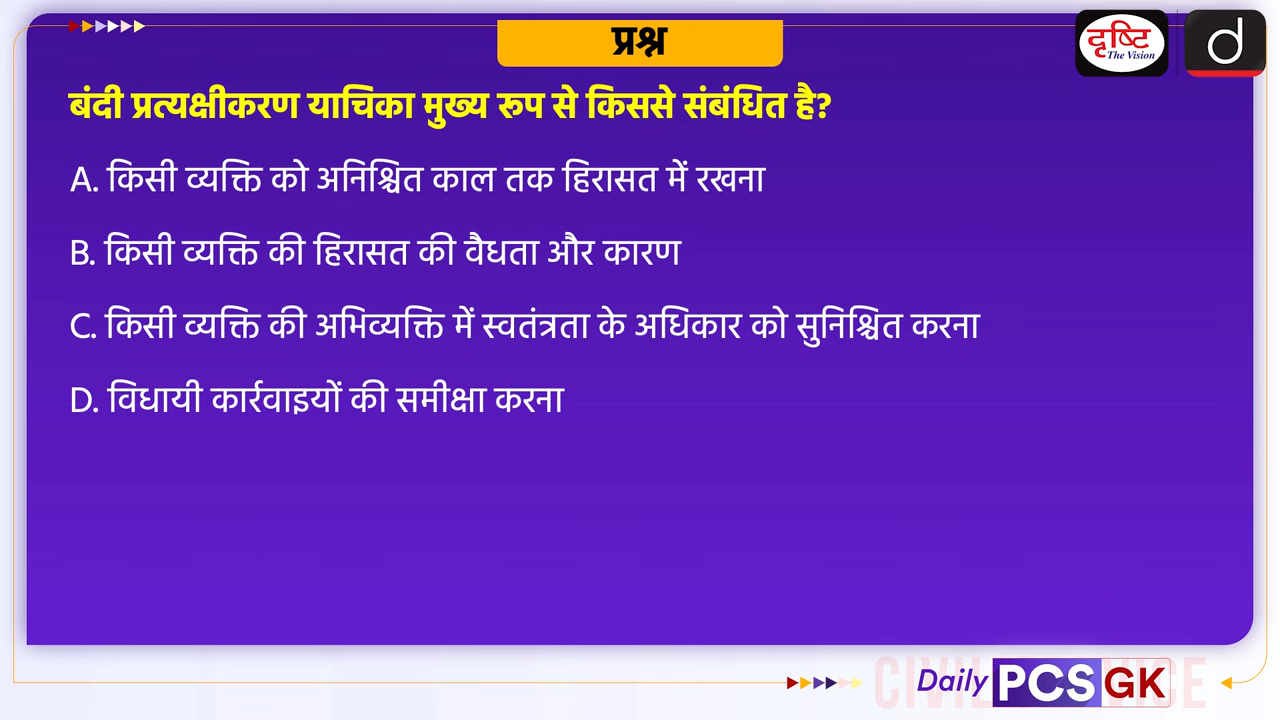 प्रश्न
दृष्टि
The Vision
d
बंदी प्रत्यक्षीकरण याचिका मुख्य रूप से किससे संबंधित है?
A. किसी व्यक्ति को अनिश्चित काल तक हिरासत में रखना
B. किसी व्यक्ति की हिरासत की वैधता और कारण
C. किसी व्यक्ति की अभिव्यक्ति में स्वतंत्रता के अधिकार को सुनिश्चित करना
D. विधायी कार्रवाइयों की समीक्षा करना
Daily PCS GK